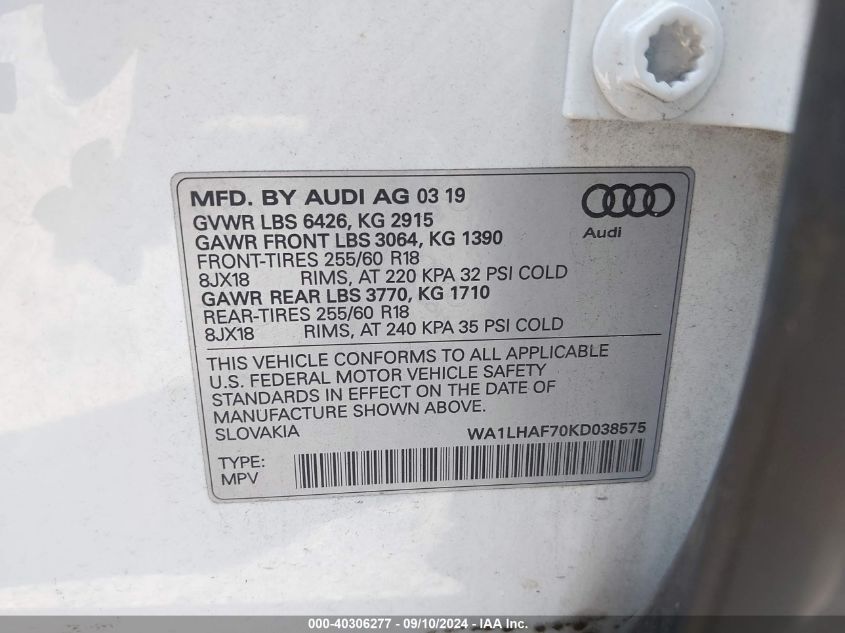 MFD. BY AUDI AG 03 19
GVWR LBS 6426, KG 2915
GAWR FRONT LBS 3064, KG 1390
FRONT-TIRES 255/60 R18
8JX18 RIMS, AT 220 KPA 32 PSI COLD
GAWR REAR LBS 3770, KG 1710
REAR-TIRES 255/60 R18
8JX18 RIMS, AT 240 KPA 35 PSI COLD
Audi
THIS VEHICLE CONFORMS TO ALL APPLICABLE
U.S. FEDERAL MOTOR VEHICLE SAFETY
STANDARDS IN EFFECT ON THE DATE OF
MANUFACTURE SHOWN ABOVE.
SLOVAKIA WA1LHAF70KD038575
TYPE:
MPV
000-40306277 - 09/10/2024 - IAA Inc.